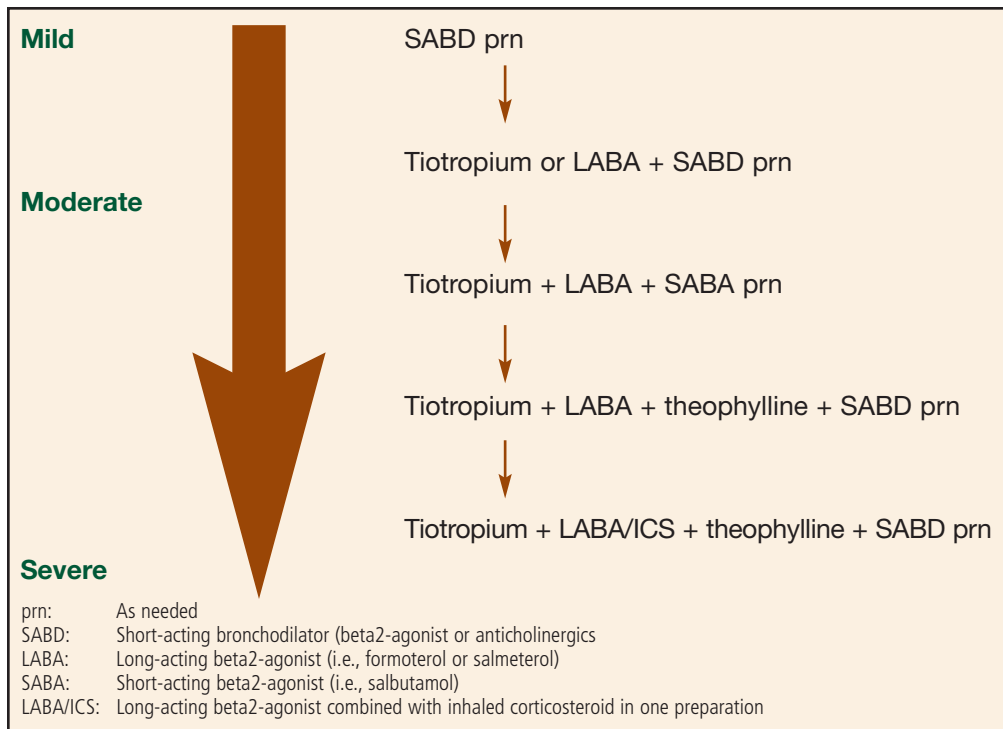 Mild
SABD prn
Tiotropium or LABA + SABD prn
Moderate
Tiotropium + LABA + SABA prn
Tiotropium + LABA + theophylline + SABD prn
Tiotropium + LABA/ICS + theophylline + SABD prn
Severe
prn: As needed
SABD: Short-acting bronchodilator (beta2-agonist or anticholinergics
LABA: Long-acting beta2-agonist (i.e., formoterol or salmeterol)
SABA: Short-acting beta2-agonist (i.e., salbutamol)
LABA/ICS: Long-acting beta2-agonist combined with inhaled corticosteroid in one preparation